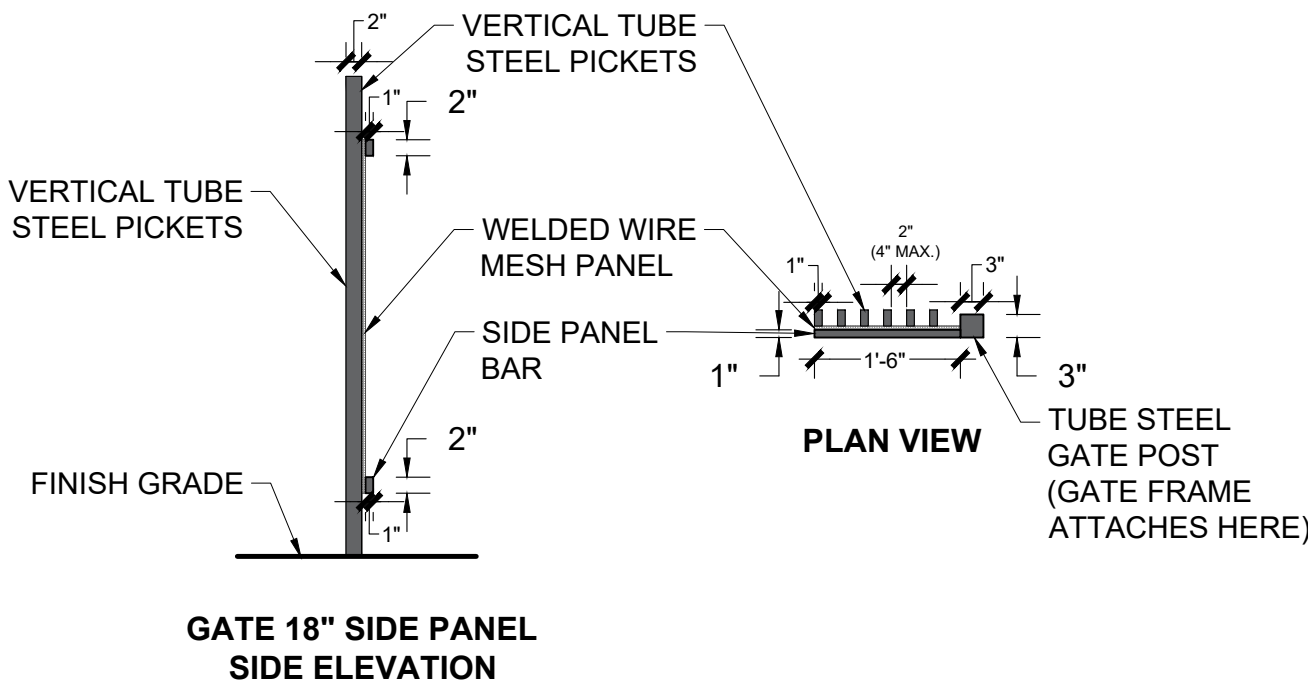 2"
VERTICAL TUBE
STEEL PICKETS
1"
2"
VERTICAL TUBE
STEEL PICKETS
WELDED WIRE
MESH PANEL
2"
(4" MAX.)
1"
3"
SIDE PANEL
BAR
1"
1'-6"
3"
PLAN VIEW
TUBE STEEL
GATE POST
(GATE FRAME
ATTACHES HERE)
2"
FINISH GRADE
1"
GATE 18" SIDE PANEL
SIDE ELEVATION